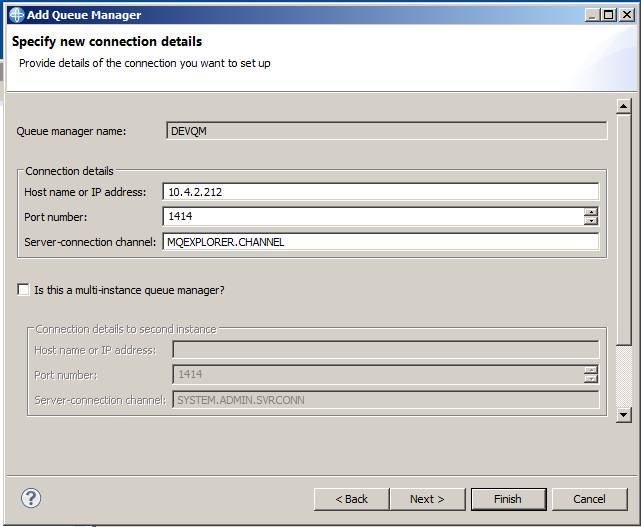 Add Queue Manager
Specify new connection details
Provide details of the connection you want to set up
Queue manager name: DEVQM
Connection details
Host name or IP address: 10.4.2.212
Port number: 1414
Server-connection channel: MQEXPLORER.CHANNEL
Is this a multi-instance queue manager?
Connection details to second instance
Host name or IP address:
Port number: 1414
Server-connection channel: SYSTEM.ADMIN.SVRCONN
? < Back Next > Finish Cancel